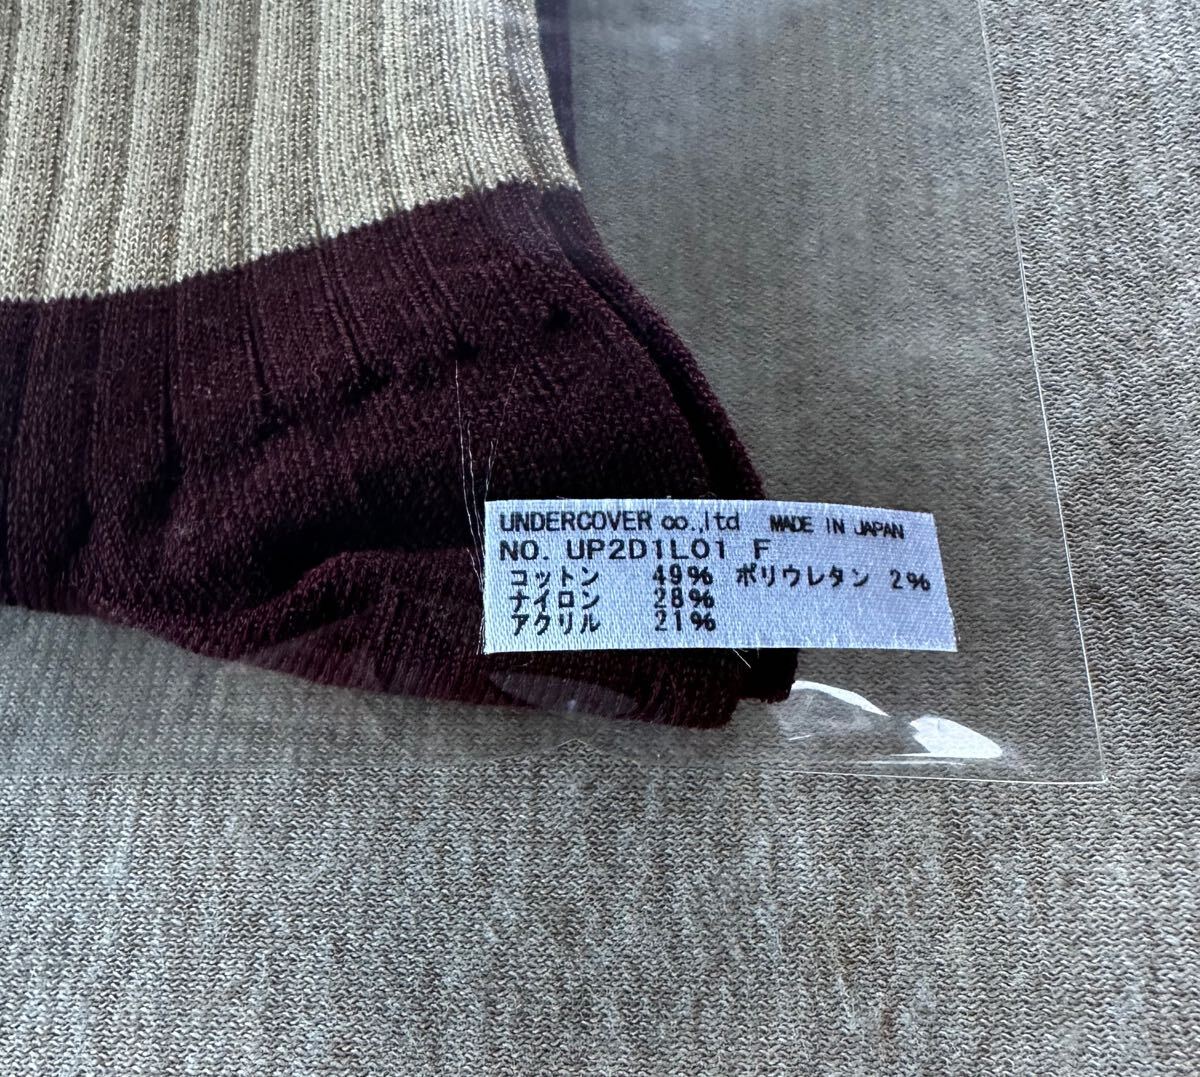 UNDERCOVER co.,ltd MADE IN JAPAN
NO. UP2D1L01 F
コットン 49% ポリウレタン 2%
ナイロン 28%
アクリル 21%